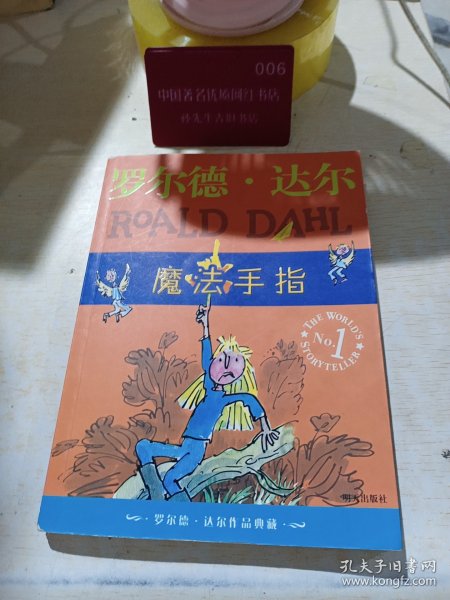 006
中国著名优质网红书店
孙先生古旧书店
罗尔德·达尔
ROALD DAHL
魔法手指
THE WORLD'S
No.1
STORYTELLER
明天出版社
·罗尔德·达尔作品典藏·
孔夫子旧书网
www.kongfz.com